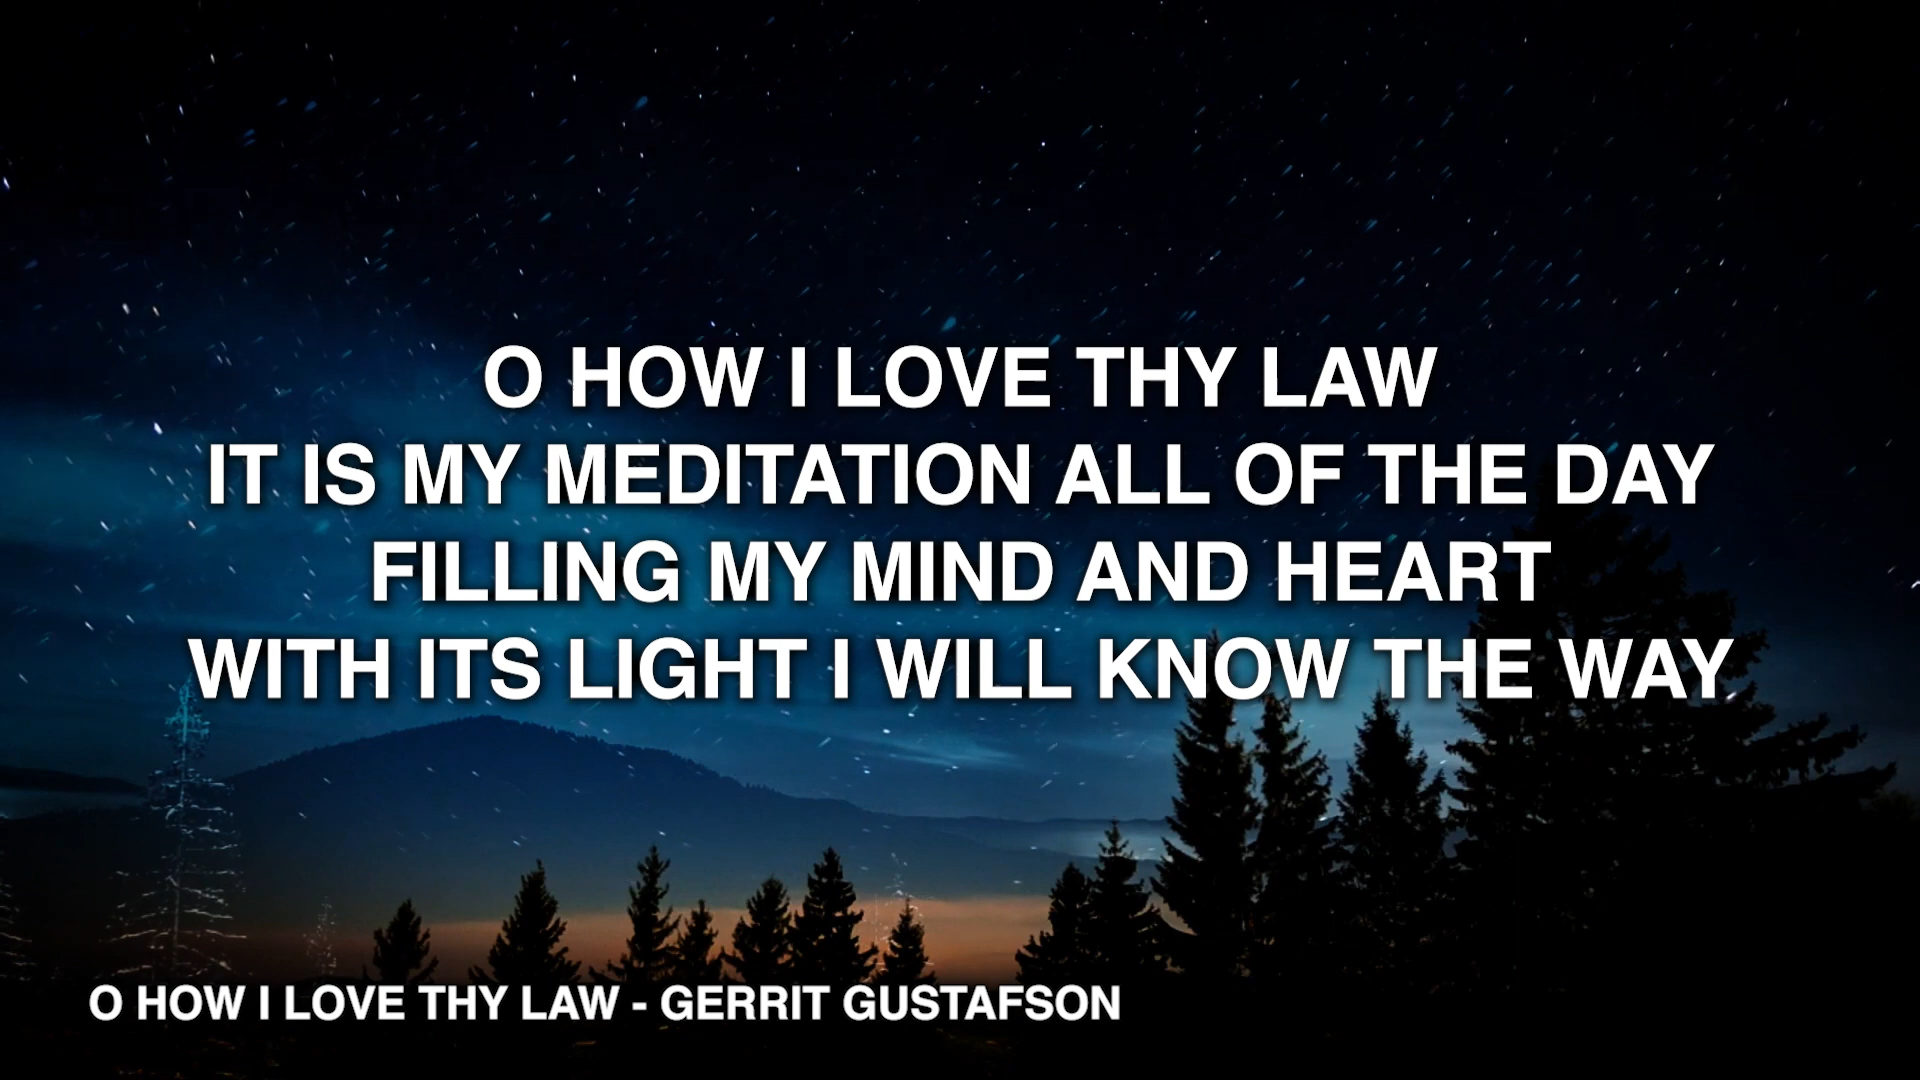 O HOW I LOVE THY LAW
IT IS MY MEDITATION ALL OF THE DAY
FILLING MY MIND AND HEART
WITH ITS LIGHT I WILL KNOW THE WAY
O HOW I LOVE THY LAW - GERRIT GUSTAFSON